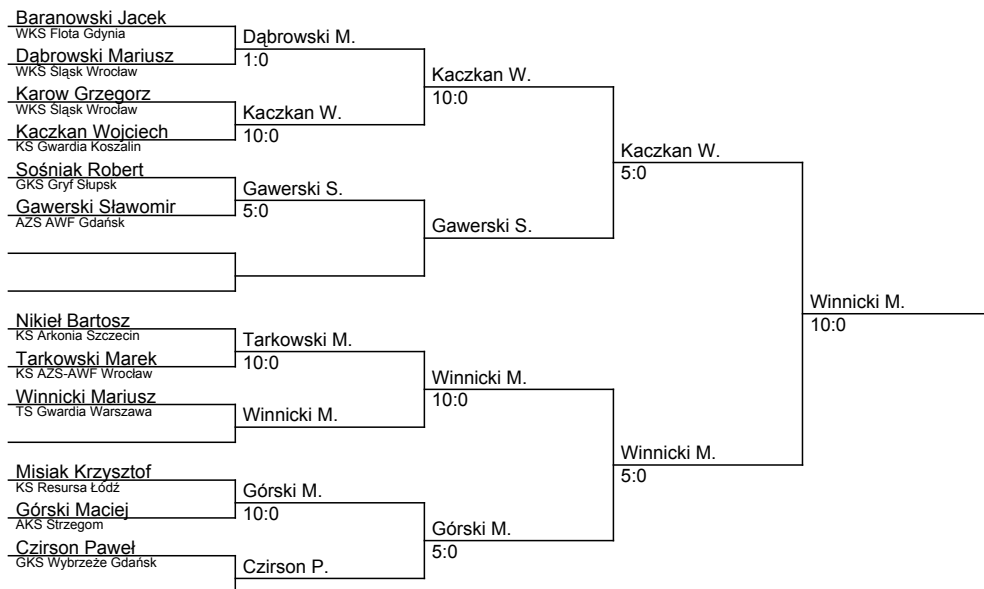 Baranowski Jacek
WKS Flota Gdynia
Dąbrowski Mariusz
WKS Śląsk Wrocław
Karow Grzegorz
WKS Śląsk Wrocław
Kaczkan Wojciech
KS Gwardia Koszalin
Sośniak Robert
GKS Gryf Słupsk
Gawerski Sławomir
AZS AWF Gdańsk
Nikieł Bartosz
KS Arkonia Szczecin
Tarkowski Marek
KS AZS-AWF Wrocław
Winnicki Mariusz
TS Gwardia Warszawa
Misiak Krzysztof
KS Resursa Łódź
Górski Maciej
AKS Strzegom
Czirson Paweł
GKS Wybrzeże Gdańsk
Dąbrowski M.
1:0
Kaczkan W.
10:0
Gawerski S.
5:0
Tarkowski M.
10:0
Winnicki M.
Górski M.
10:0
Czirson P.
Kaczkan W.
10:0
Gawerski S.
Winnicki M.
10:0
Górski M.
5:0
Kaczkan W.
5:0
Winnicki M.
5:0
Winnicki M.
10:0